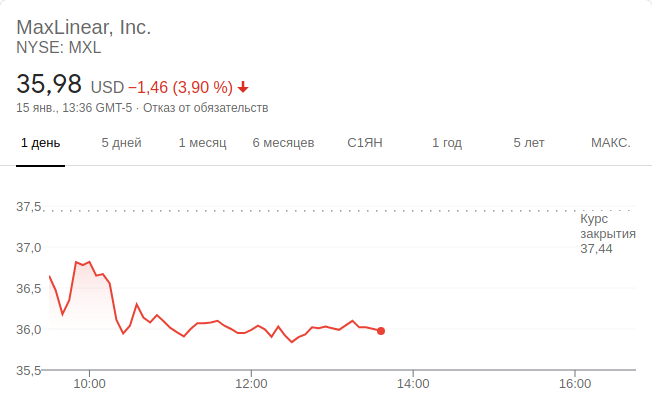 MaxLinear, Inc.
NYSE: MXL
35,98 USD −1,46 (3,90 %)
15 янв., 13:36 GMT-5 · Отказ от обязательств
1 день 5 дней 1 месяц 6 месяцев С1ЯН 1 год 5 лет МАКС.
37,5
Курс
закрытия
37,44
37,0
36,5
36,0
35,5
10:00 12:00 14:00 16:00